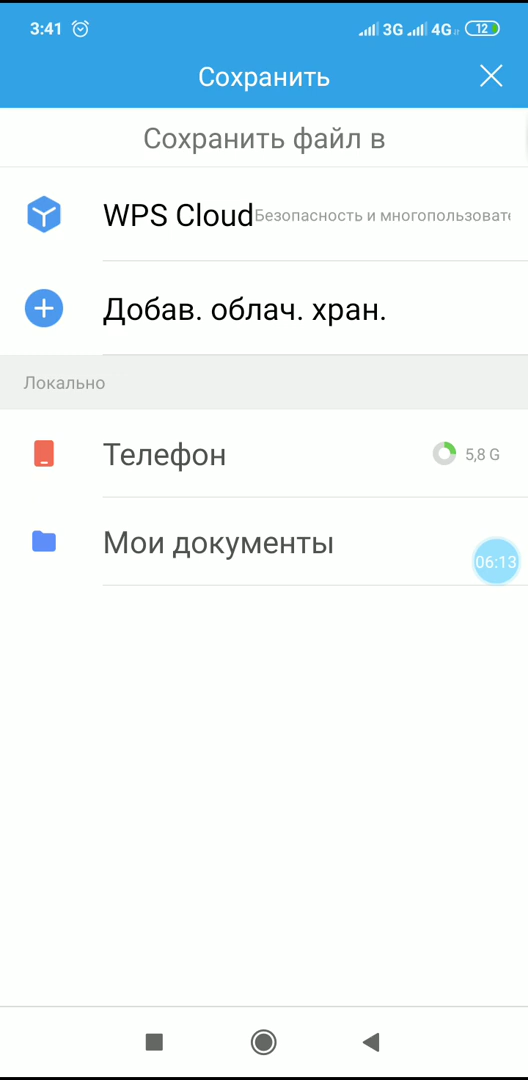 3:41 3G 4G 12
Сохранить
Сохранить файл в
WPS Cloud Безопасность и многопользоват
Добав. облач. хран.
Локально
Телефон 5,8 G
Мои документы
06:13